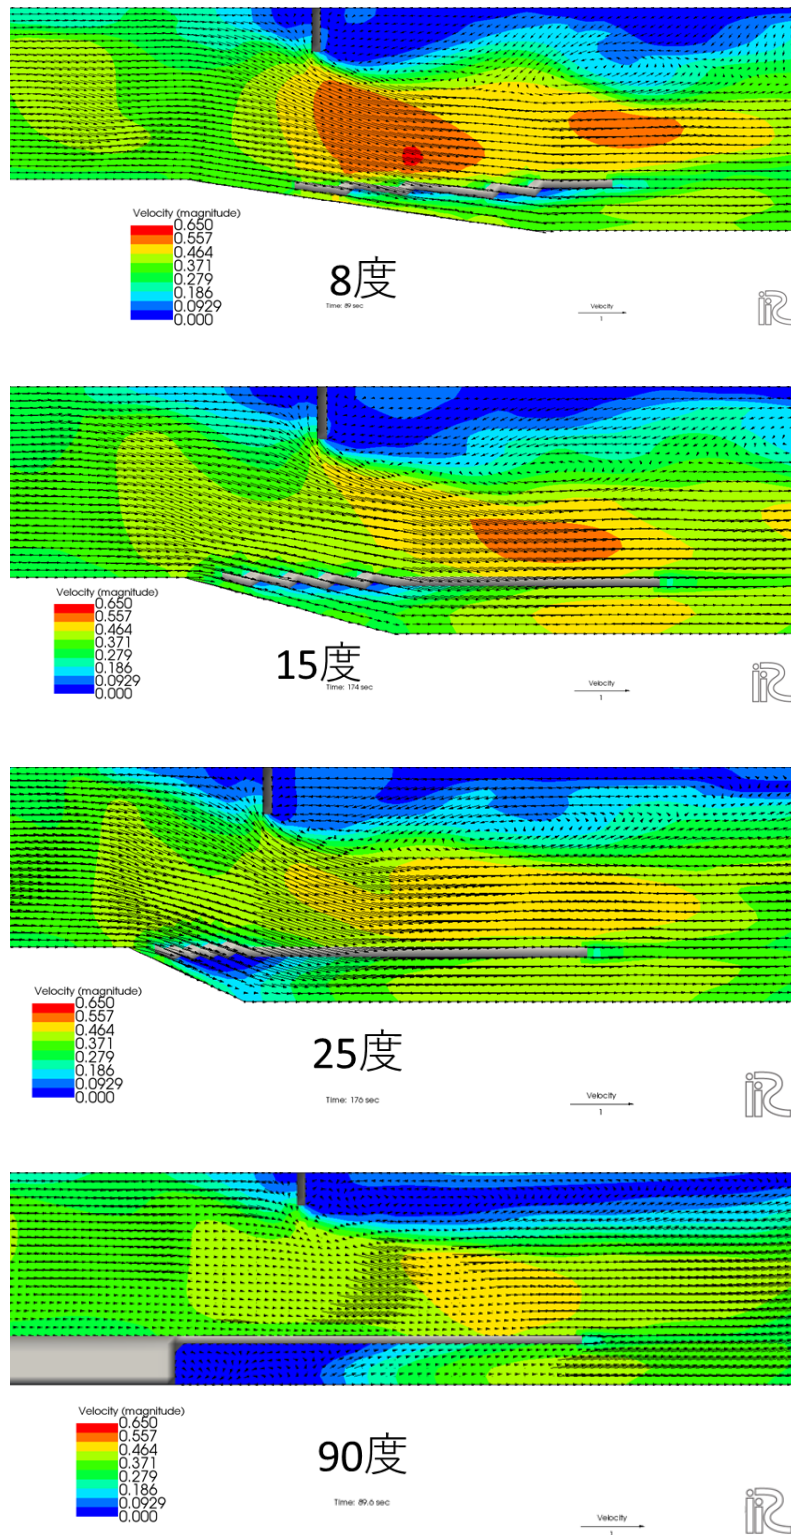 Velocity (magnitude)
0.650
0.557
0.464
0.371
0.279
0.186
0.0929
0.000
8度
Time: 89 sec
Velocity
1
iRiC
Velocity (magnitude)
0.650
0.557
0.464
0.371
0.279
0.186
0.0929
0.000
15度
Time: 174 sec
Velocity
1
Velocity (magnitude)
0.650
0.557
0.464
0.371
0.279
0.186
0.0929
0.000
25度
Time: 176 sec
Velocity
1
Velocity (magnitude)
0.650
0.557
0.464
0.371
0.279
0.186
0.0929
0.000
90度
Time: 89.6 sec
Velocity
1